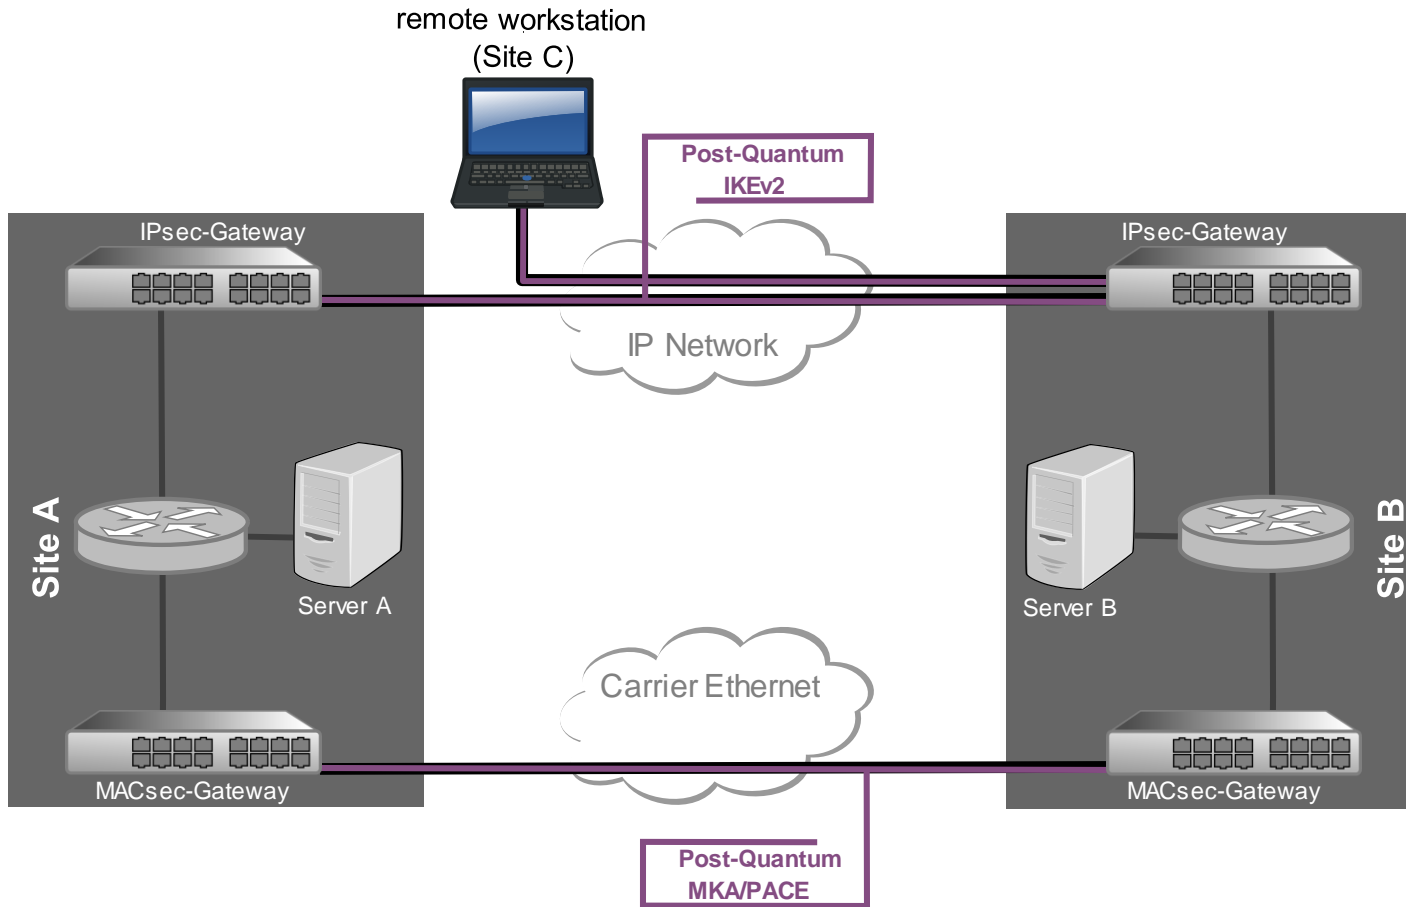 remote workstation
(Site C)
Post-Quantum
IKEv2
IPsec-Gateway
IPsec-Gateway
IP Network
Site A
Server A
Server B
Site B
Carrier Ethernet
MACsec-Gateway
MACsec-Gateway
Post-Quantum
MKA/PACE